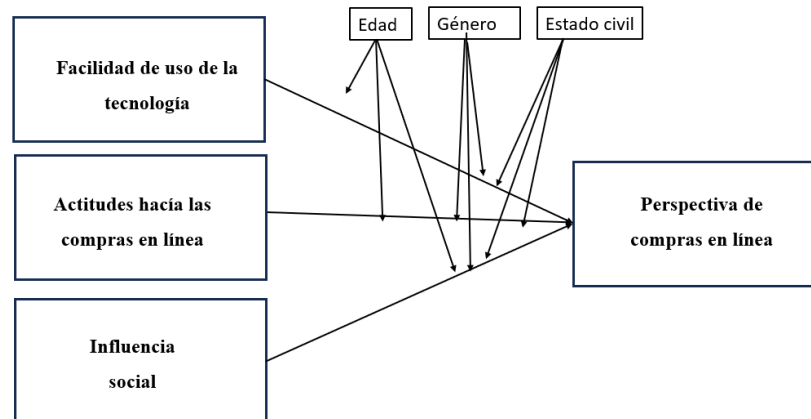 Edad
Género
Estado civil
Facilidad de uso de la
tecnología
Actitudes hacía las
compras en línea
Perspectiva de
compras en línea
Influencia
social